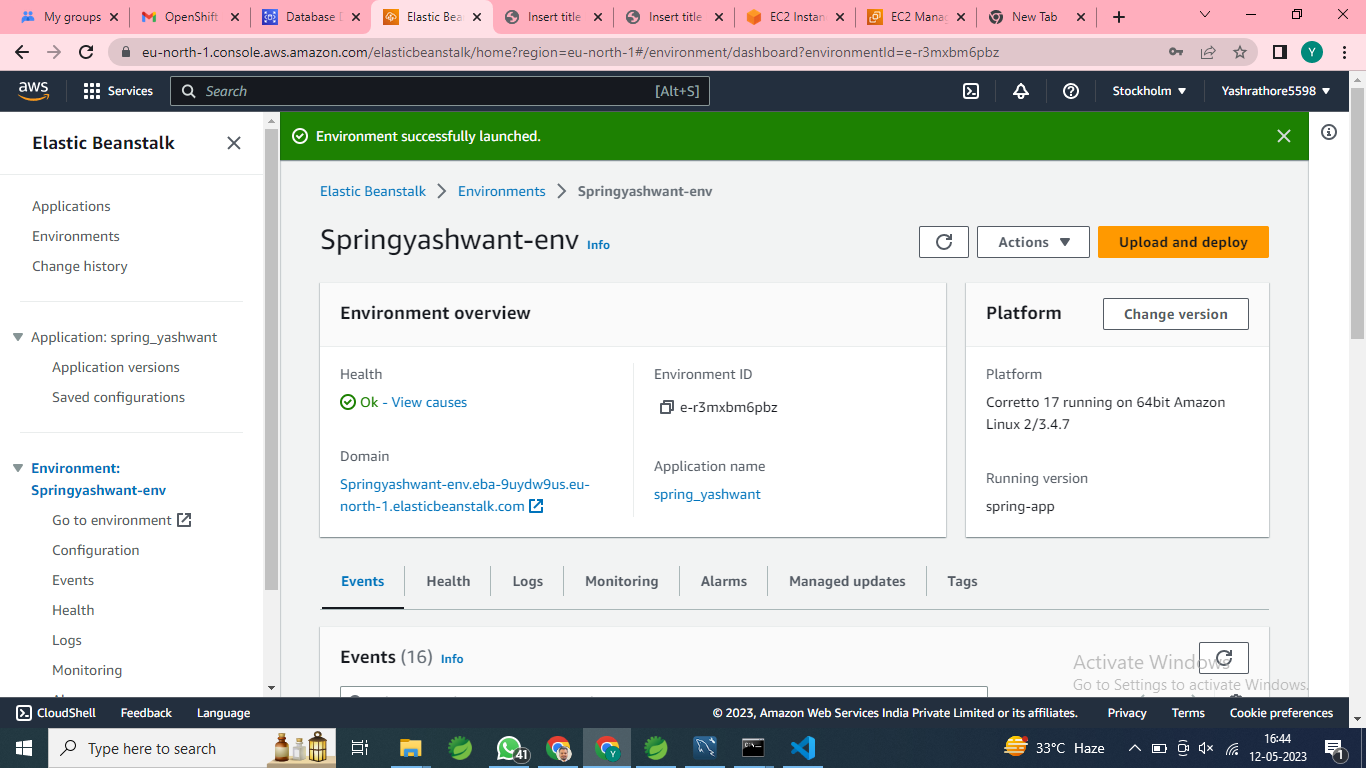 My groups
OpenShift
Database D
Elastic Bea
Insert title
Insert title
EC2 Instan
EC2 Mana
New Tab
eu-north-1.console.aws.amazon.com/elasticbeanstalk/home?region=eu-north-1#/environment/dashboard?environmentId=e-r3mxbm6pbz
Y
aws
Services
Search
[Alt+S]
Stockholm
Yashrathore5598
Elastic Beanstalk
Applications
Environments
Change history
Application: spring_yashwant
Application versions
Saved configurations
Environment:
Springyashwant-env
Go to environment
Configuration
Events
Health
Logs
Monitoring
Environment successfully launched.
Elastic Beanstalk
Environments
Springyashwant-env
Springyashwant-env Info
Actions
Upload and deploy
Environment overview
Health
Ok - View causes
Domain
Springyashwant-env.eba-9uydw9us.eu-
north-1.elasticbeanstalk.com
Environment ID
e-r3mxbm6pbz
Application name
spring_yashwant
Platform
Change version
Platform
Corretto 17 running on 64bit Amazon
Linux 2/3.4.7
Running version
spring-app
Events
Health
Logs
Monitoring
Alarms
Managed updates
Tags
Events (16) Info
Activate Windows
Go to Settings to activate Windows.
CloudShell
Feedback
Language
© 2023, Amazon Web Services India Private Limited or its affiliates.
Privacy
Terms
Cookie preferences
Type here to search
41
Y
33°C Haze
16:44
12-05-2023
1